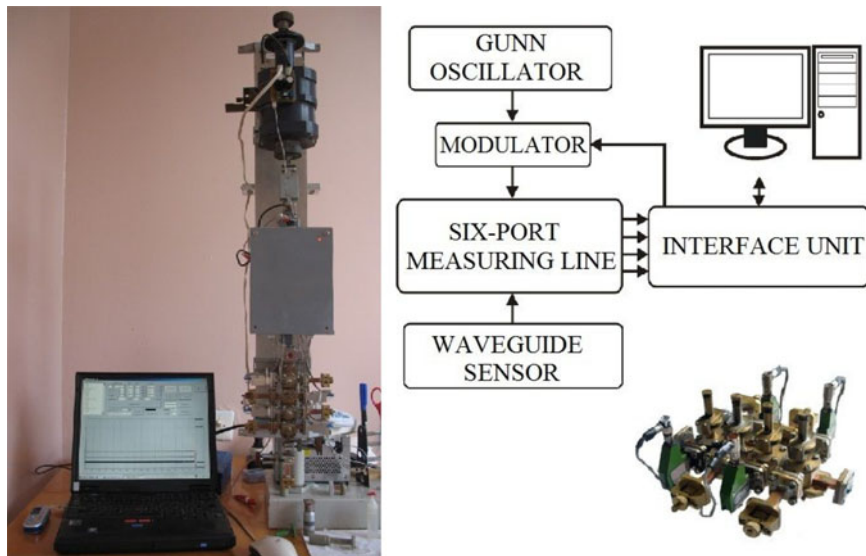 GUNN
OSCILLATOR
MODULATOR
SIX-PORT
MEASURING LINE
INTERFACE UNIT
WAVEGUIDE
SENSOR